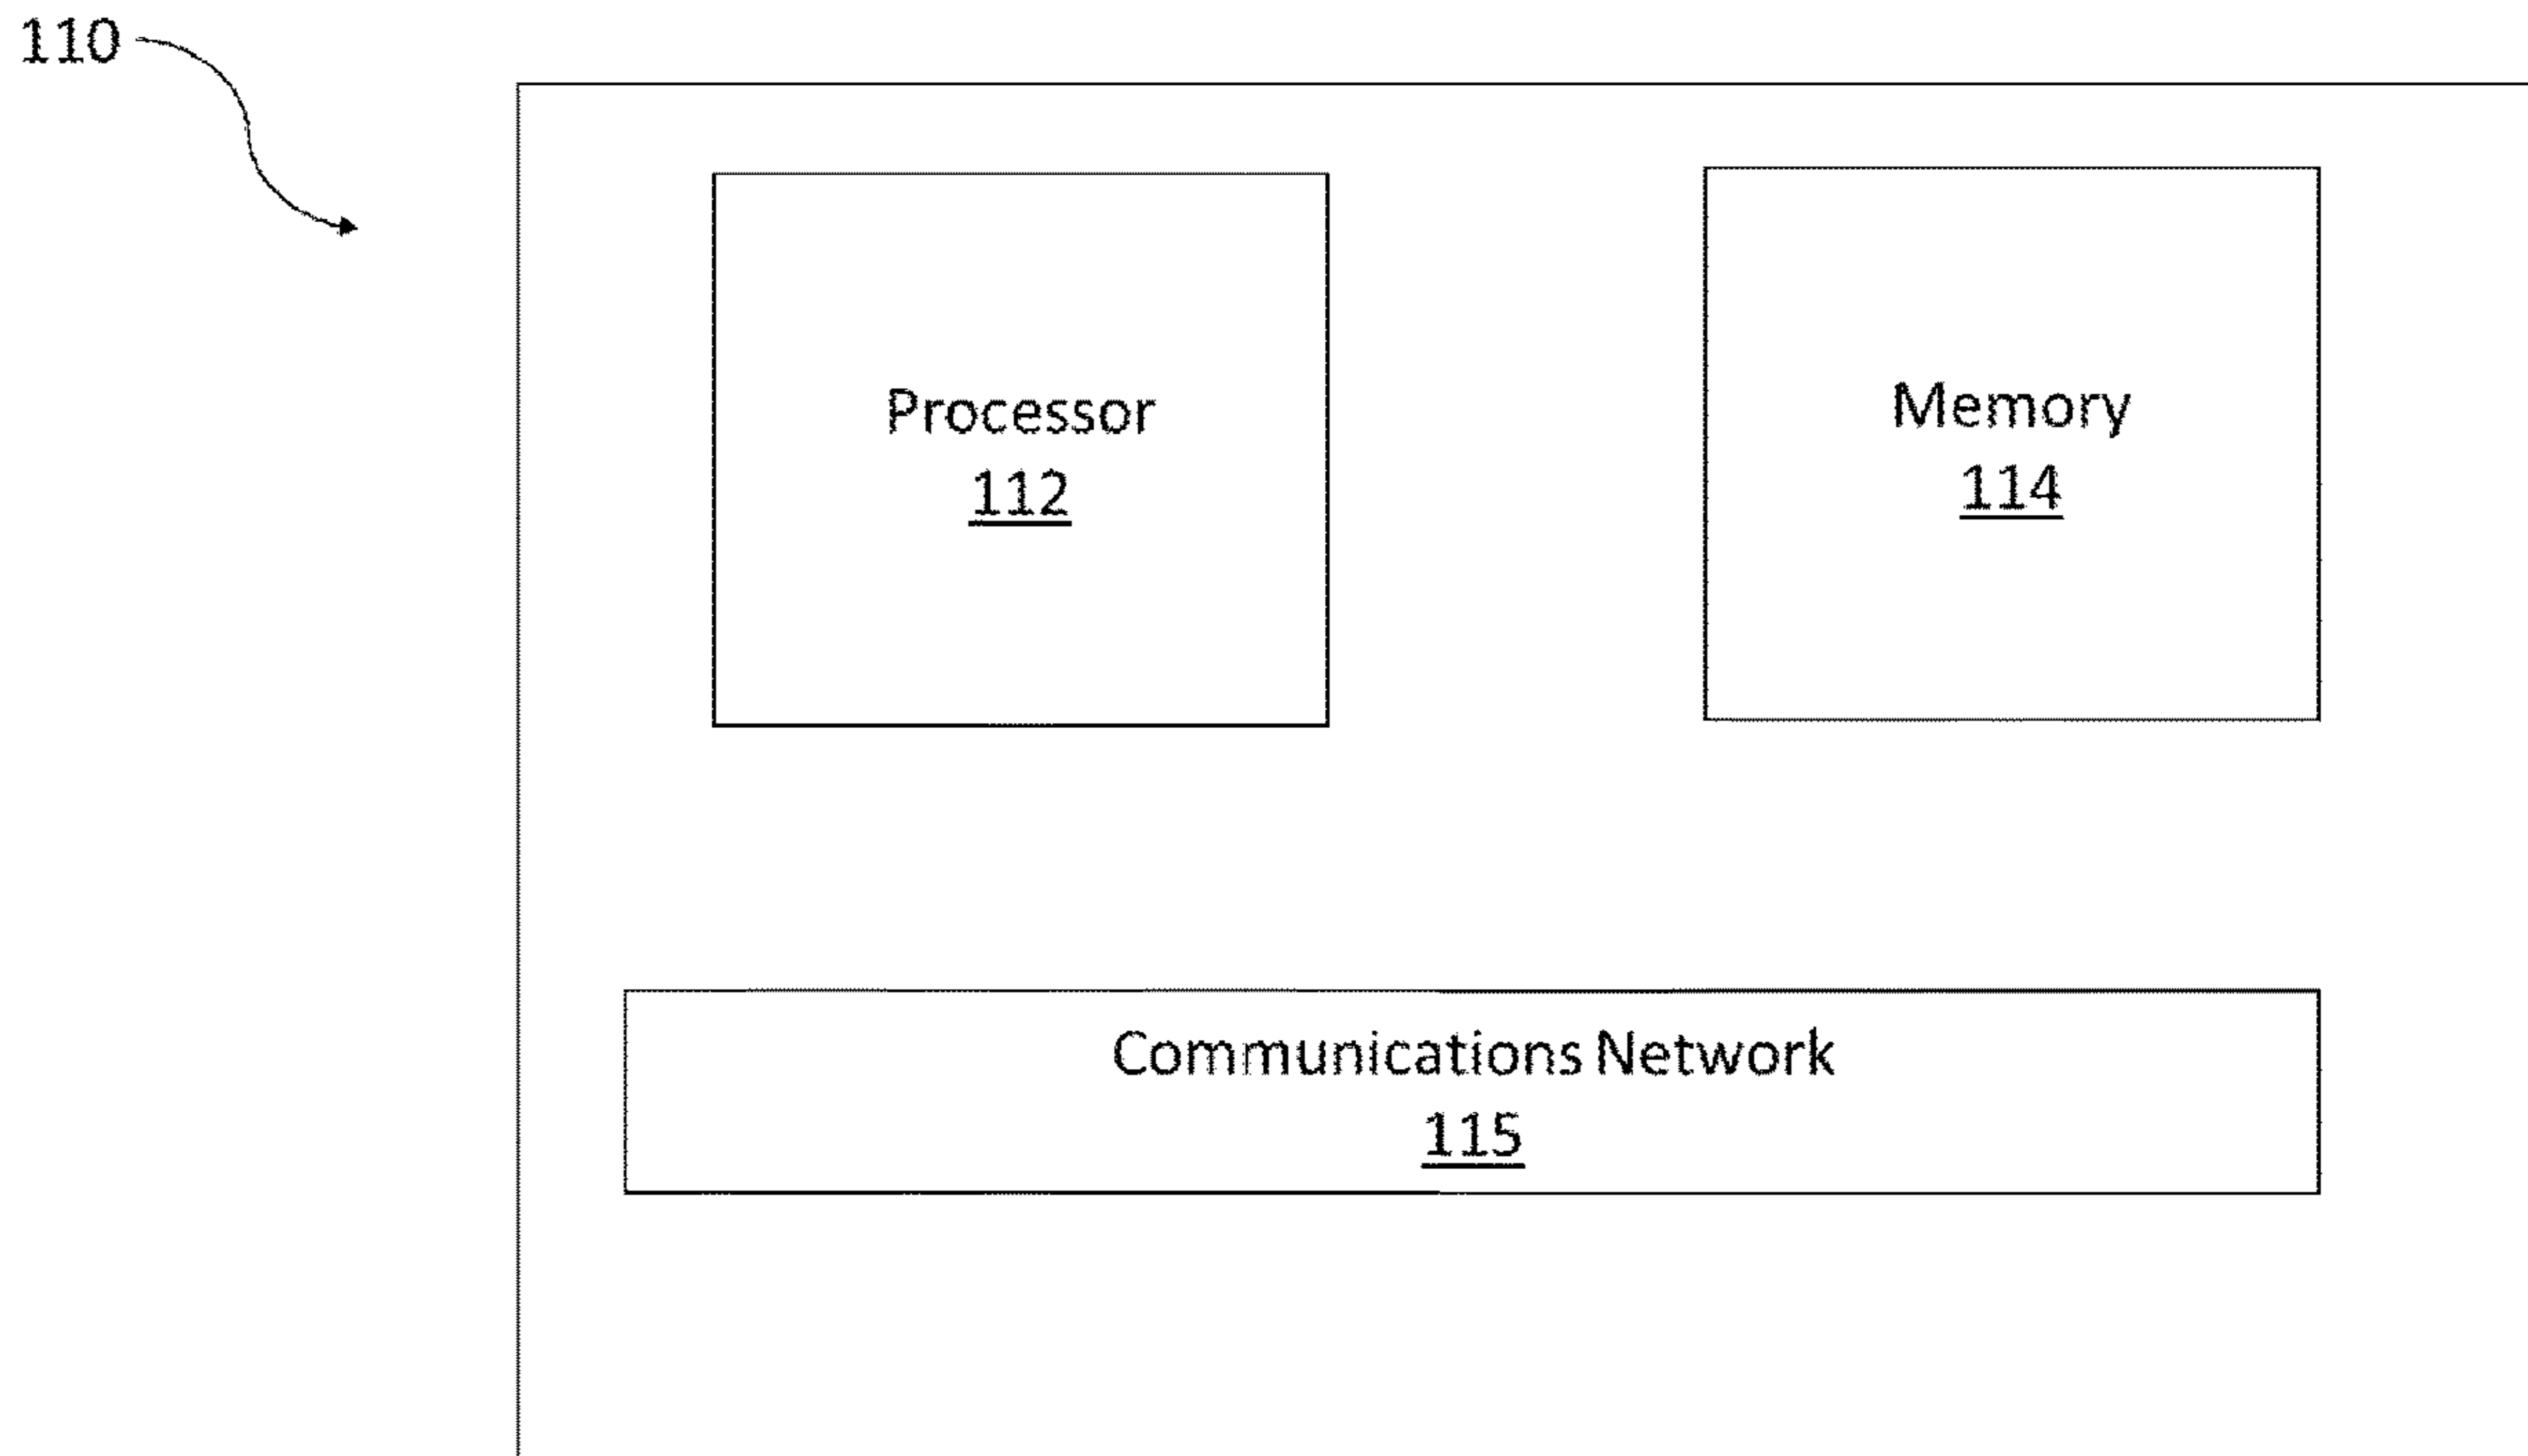 110
Processor
112
Memory
114
Communications Network
115